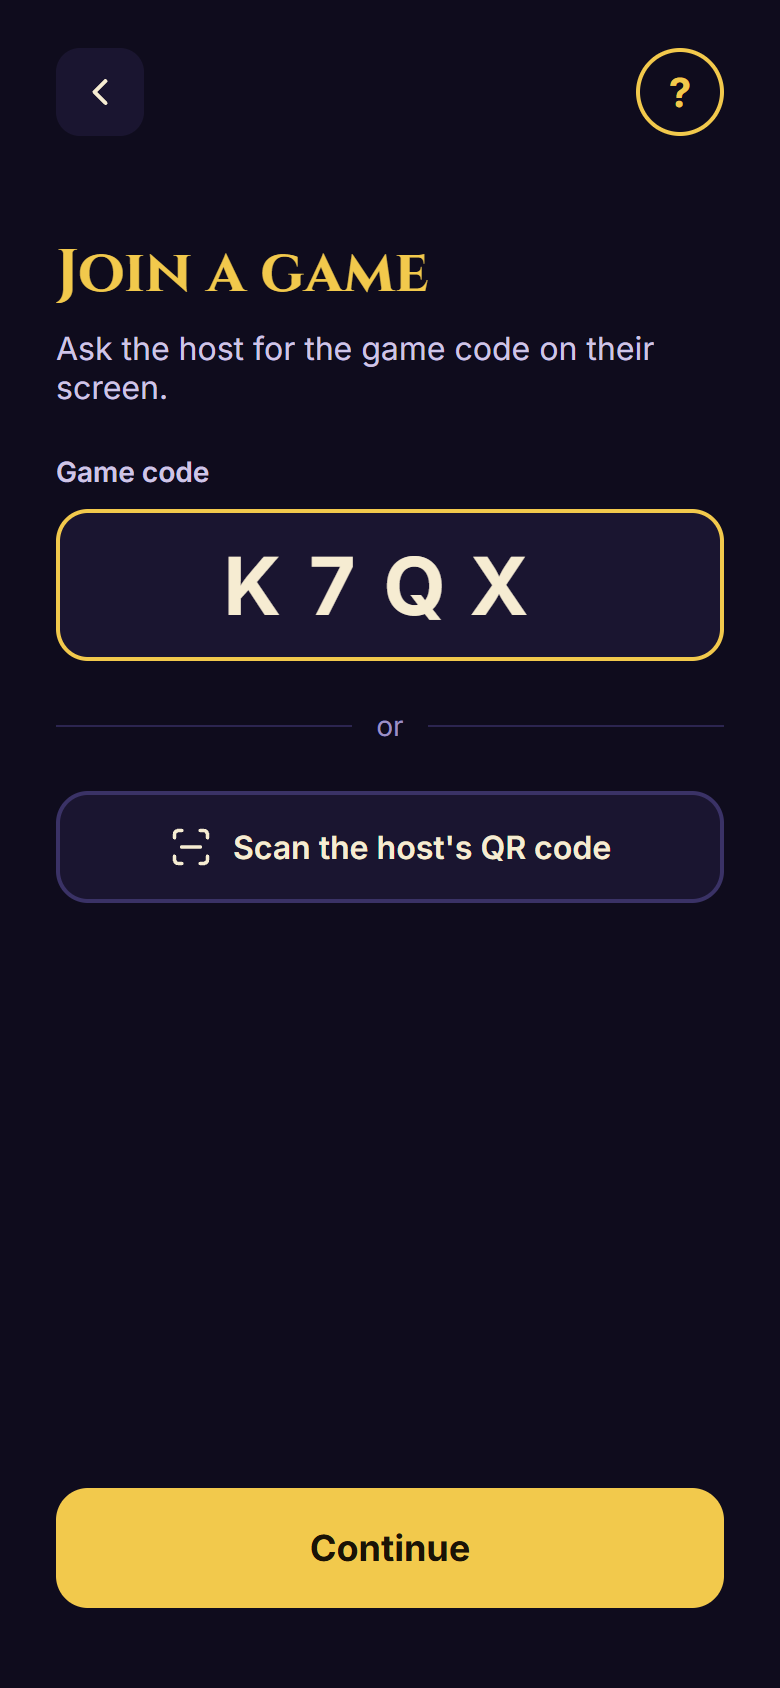 ?
Join a game
Ask the host for the game code on their
screen.
Game code
K7QX
or
Scan the host's QR code
Continue